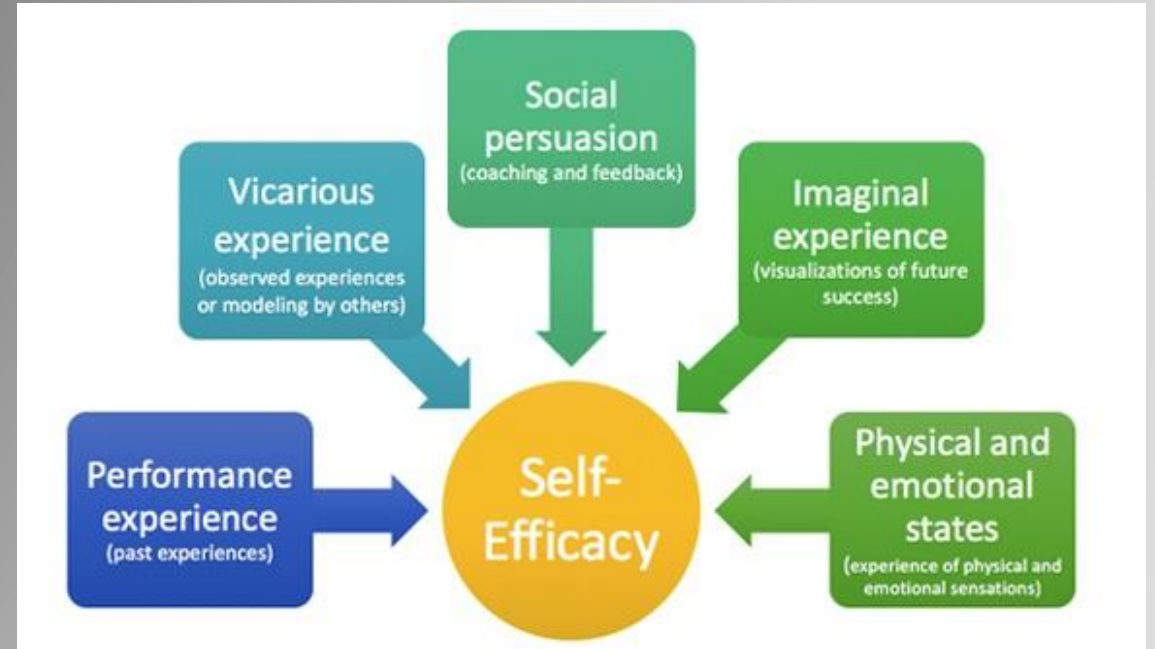 Social
persuasion
(coaching and feedback)
Vicarious
experience
(observed experiences
or modeling by others)
Imaginal
experience
(visualizations of future
success)
Performance
experience
(past experiences)
Self-
Efficacy
Physical and
emotional
states
(experience of physical and
emotional sensations)